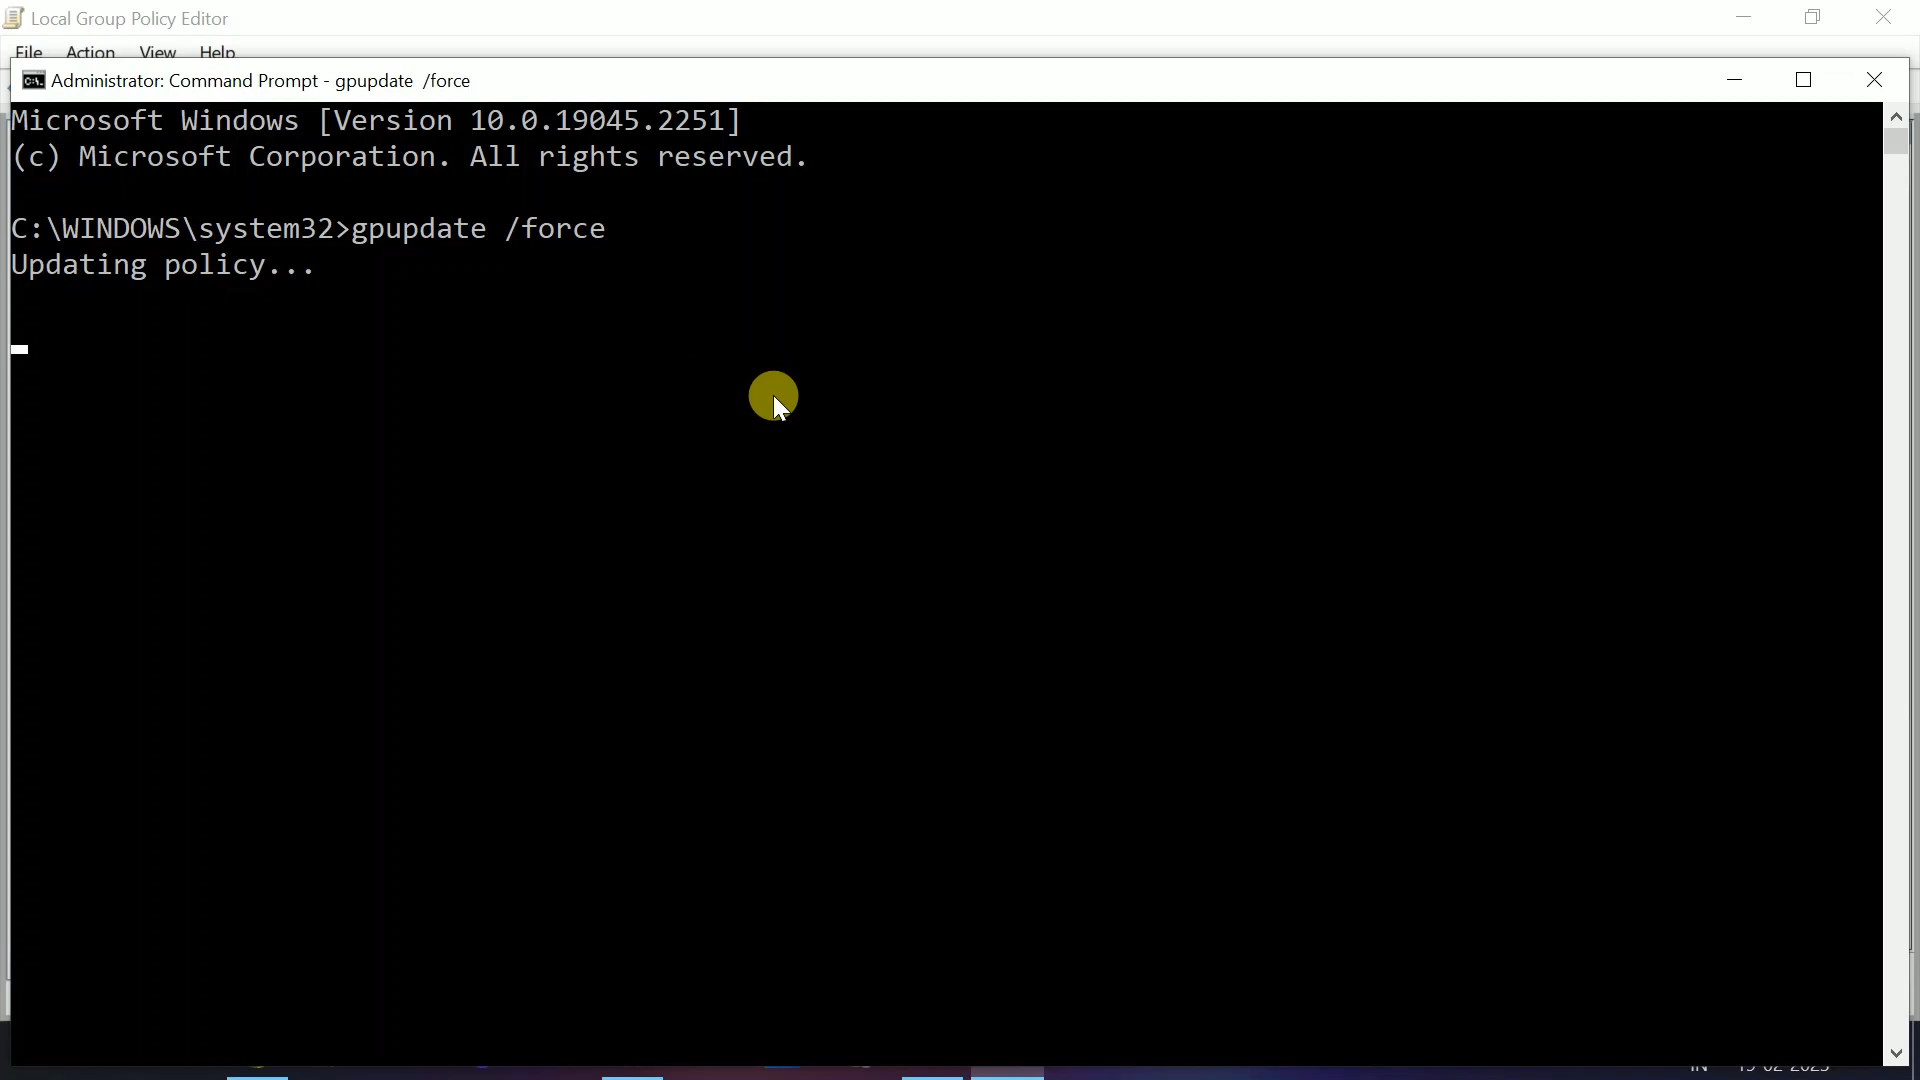 Local Group Policy Editor
File Action View Help
Administrator: Command Prompt - gpupdate /force
Microsoft Windows [Version 10.0.19045.2251]
(c) Microsoft Corporation. All rights reserved.
C:\WINDOWS\system32>gpupdate /force
Updating policy...